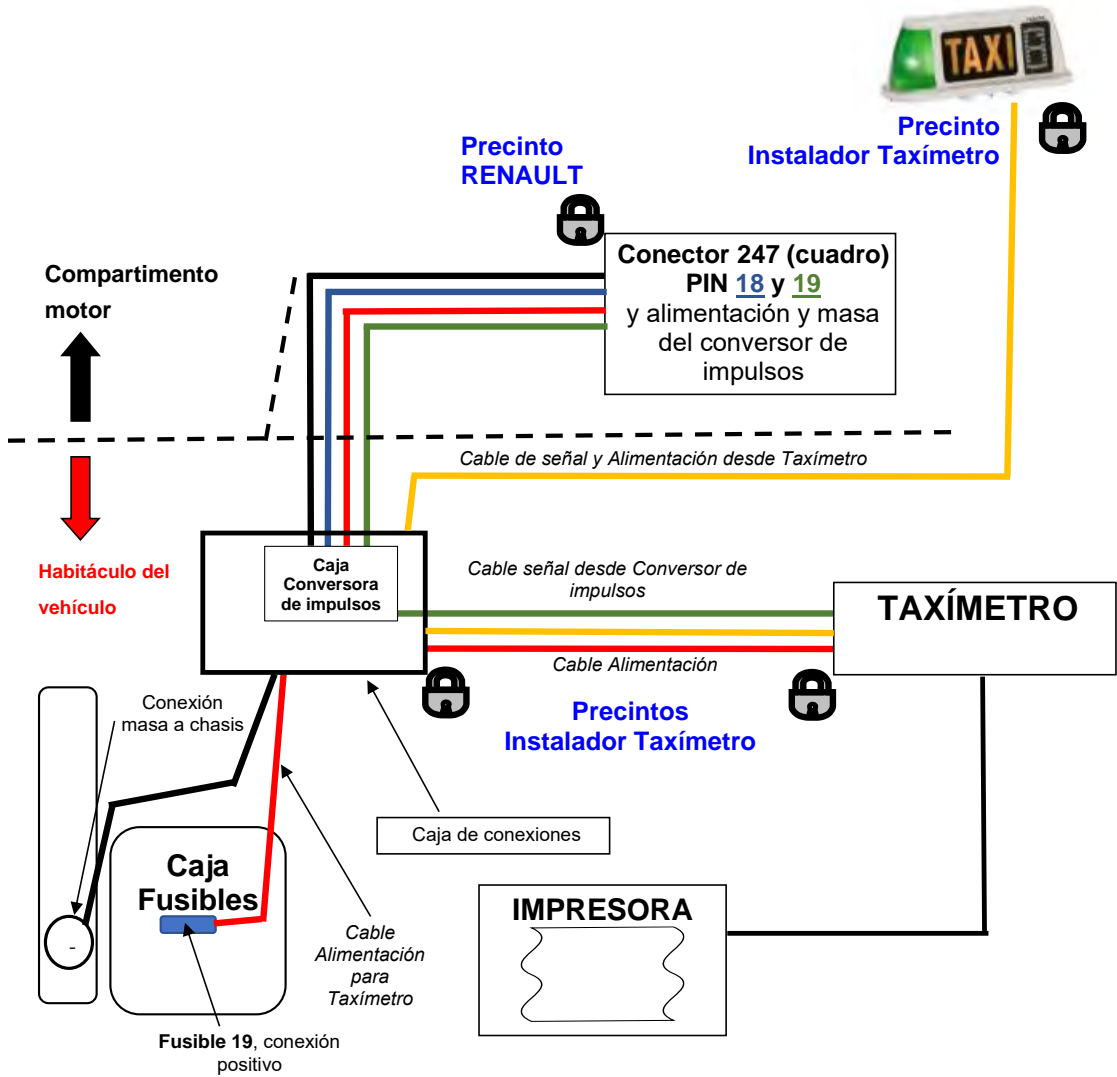 TAXI
Precinto
Instalador Taxímetro
Precinto
RENAULT
Conector 247 (cuadro)
PIN 18 y 19
y alimentación y masa
del conversor de
impulsos
Compartimento
motor
Cable de señal y Alimentación desde Taxímetro
Habitáculo del
vehículo
Caja
Conversora
de impulsos
Cable señal desde Conversor de
impulsos
TAXÍMETRO
Cable Alimentación
Precintos
Instalador Taxímetro
Conexión
masa a chasis
Caja de conexiones
Caja
Fusibles
-
Cable
Alimentación
para
Taxímetro
IMPRESORA
Fusible 19, conexión
positivo